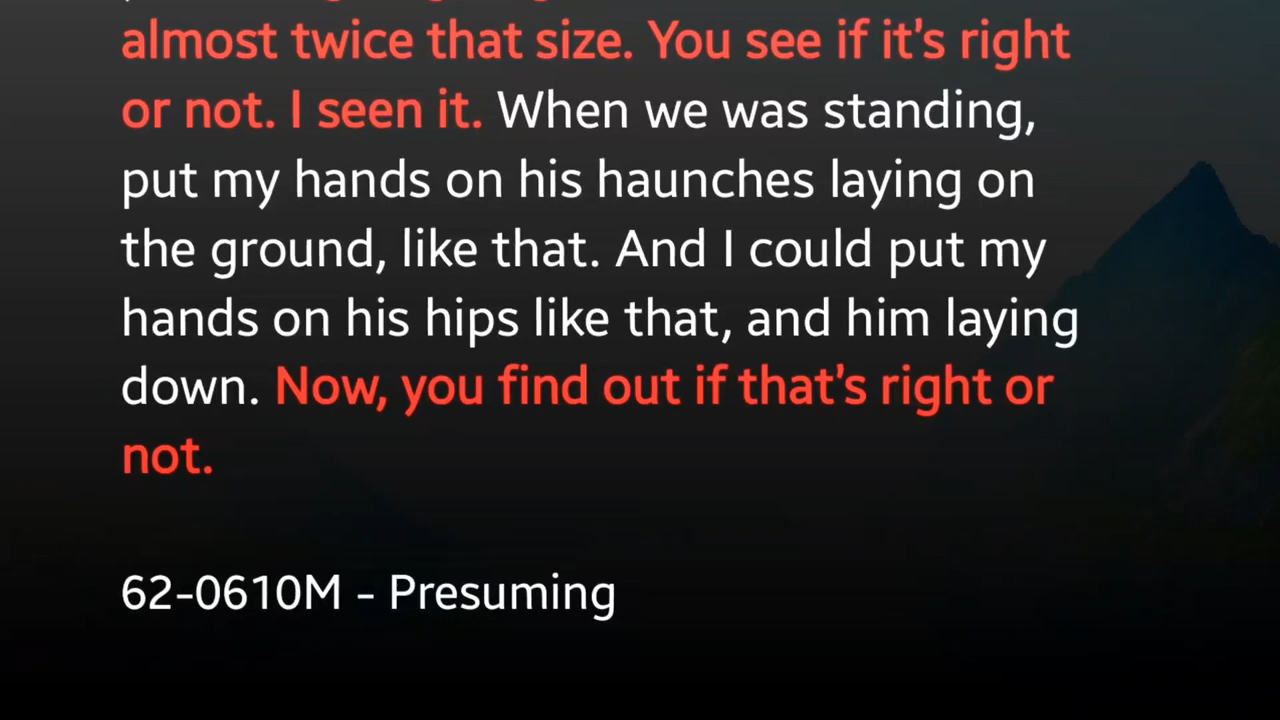 almost twice that size. You see if it's right
or not. I seen it. When we was standing,
put my hands on his haunches laying on
the ground, like that. And I could put my
hands on his hips like that, and him laying
down. Now, you find out if that's right or
not.
62-0610M - Presuming